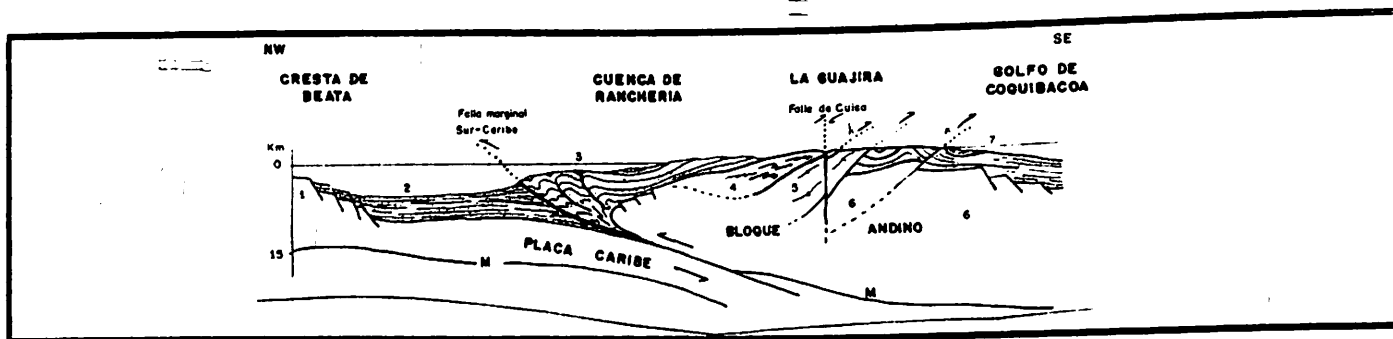 NW
SE
CRESTA DE
BEATA
CUENCA DE
RANCHERIA
LA GUAJIRA
GOLFO DE
COQUIBACOA
Falla marginal
Sur-Caribe
Falla de Cuisa
Km
0
15
1
2
3
4
5
6
6
7
BLOQUE
ANDINO
PLACA CARIBE
M
M